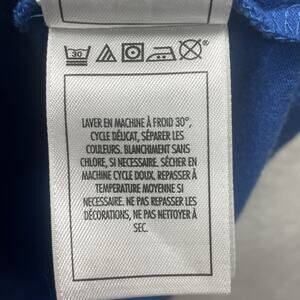 30
®
LAVER EN MACHINE À FROID 30°,
CYCLE DÉLICAT, SÉPARER LES
COULEURS. BLANCHIMENT SANS
CHLORE, SI NECESSAIRE. SÉCHER EN
MACHINE CYCLE DOUX. REPASSER À
TEMPÉRATURE MOYENNE SI
NECESSAIRE. NE PAS REPASSER LES
DÉCORATIONS, NE PAS NETTOYER À
SEC.